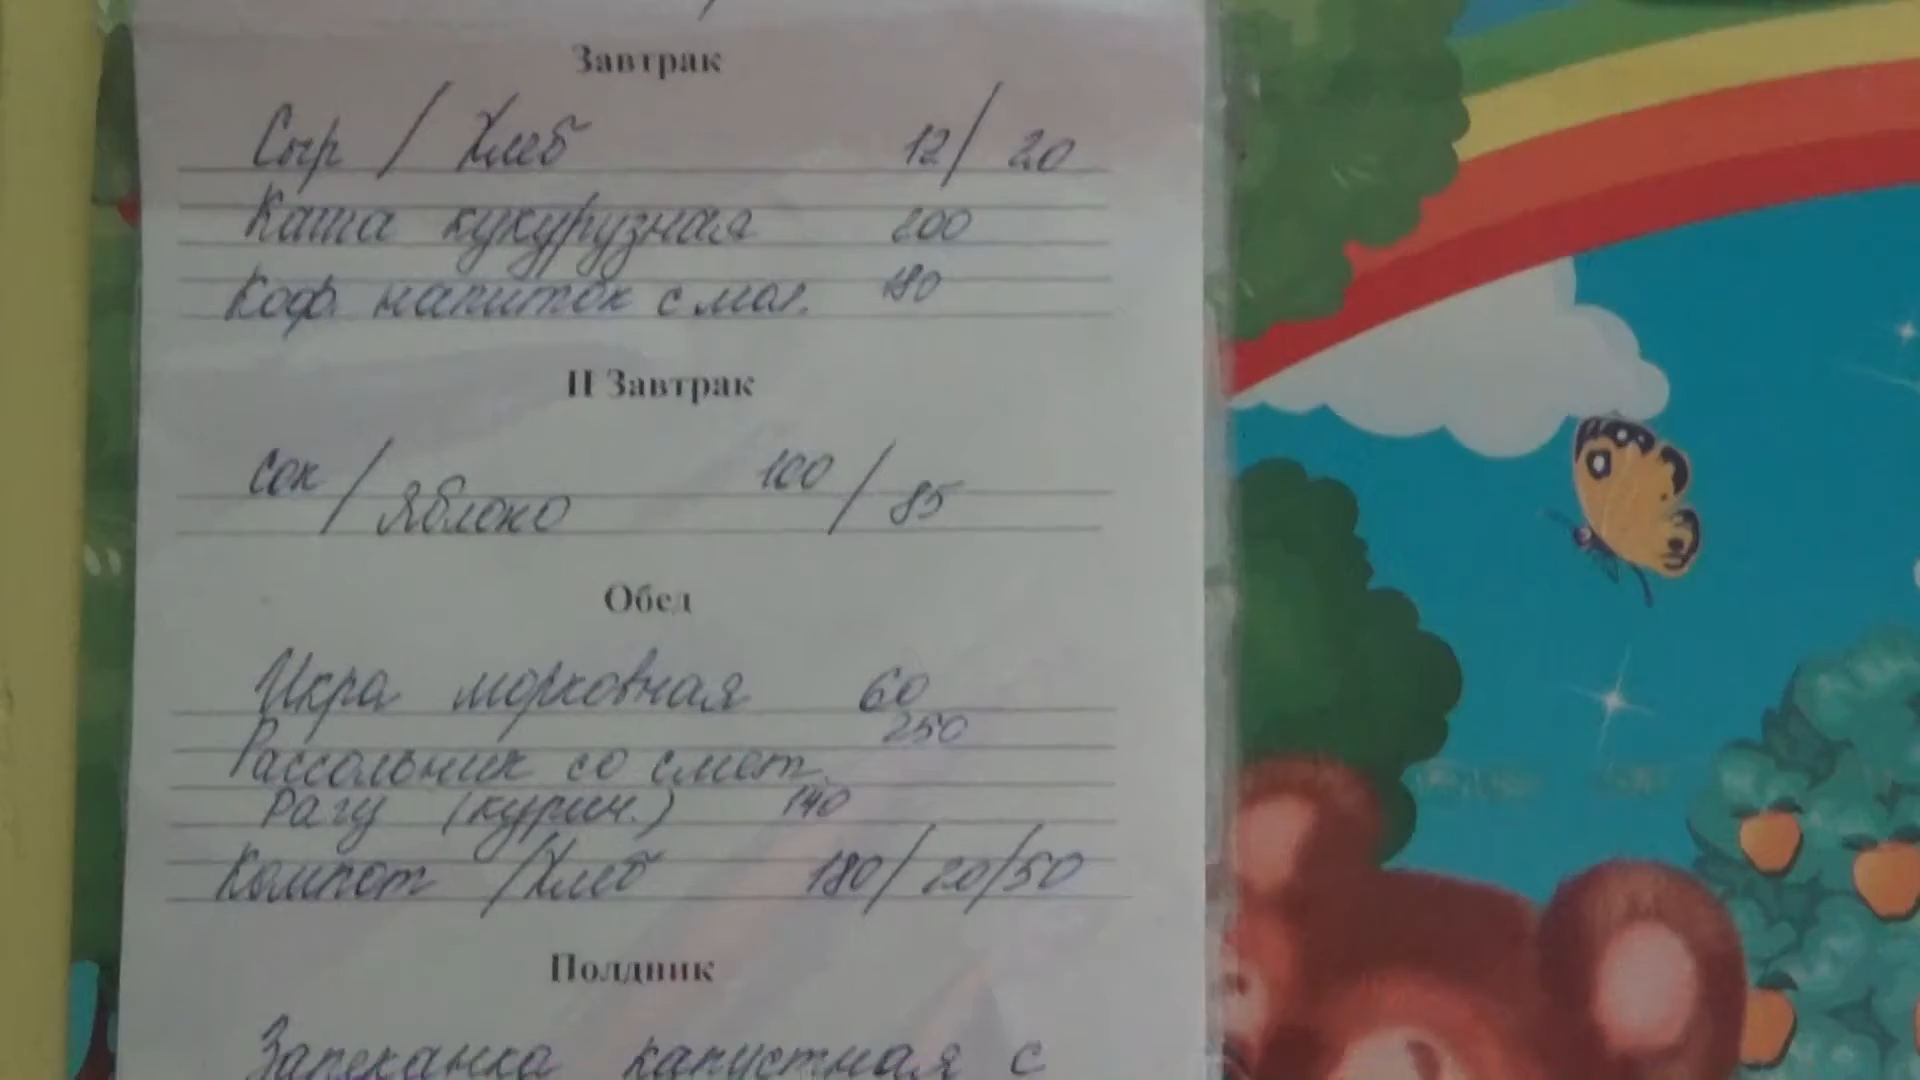 Завтрак
Сыр / Хлеб 12 / 20
Каша кукурузная 200
Коф. напиток с мол. 180
II Завтрак
Сок / Яблоко 100 / 85
Обед
Икра морковная 60
Рассольник со смет. 250
Рагу (курин.) 140
Компот / Хлеб 180 / 20/50
Полдник
Запеканка капустная с